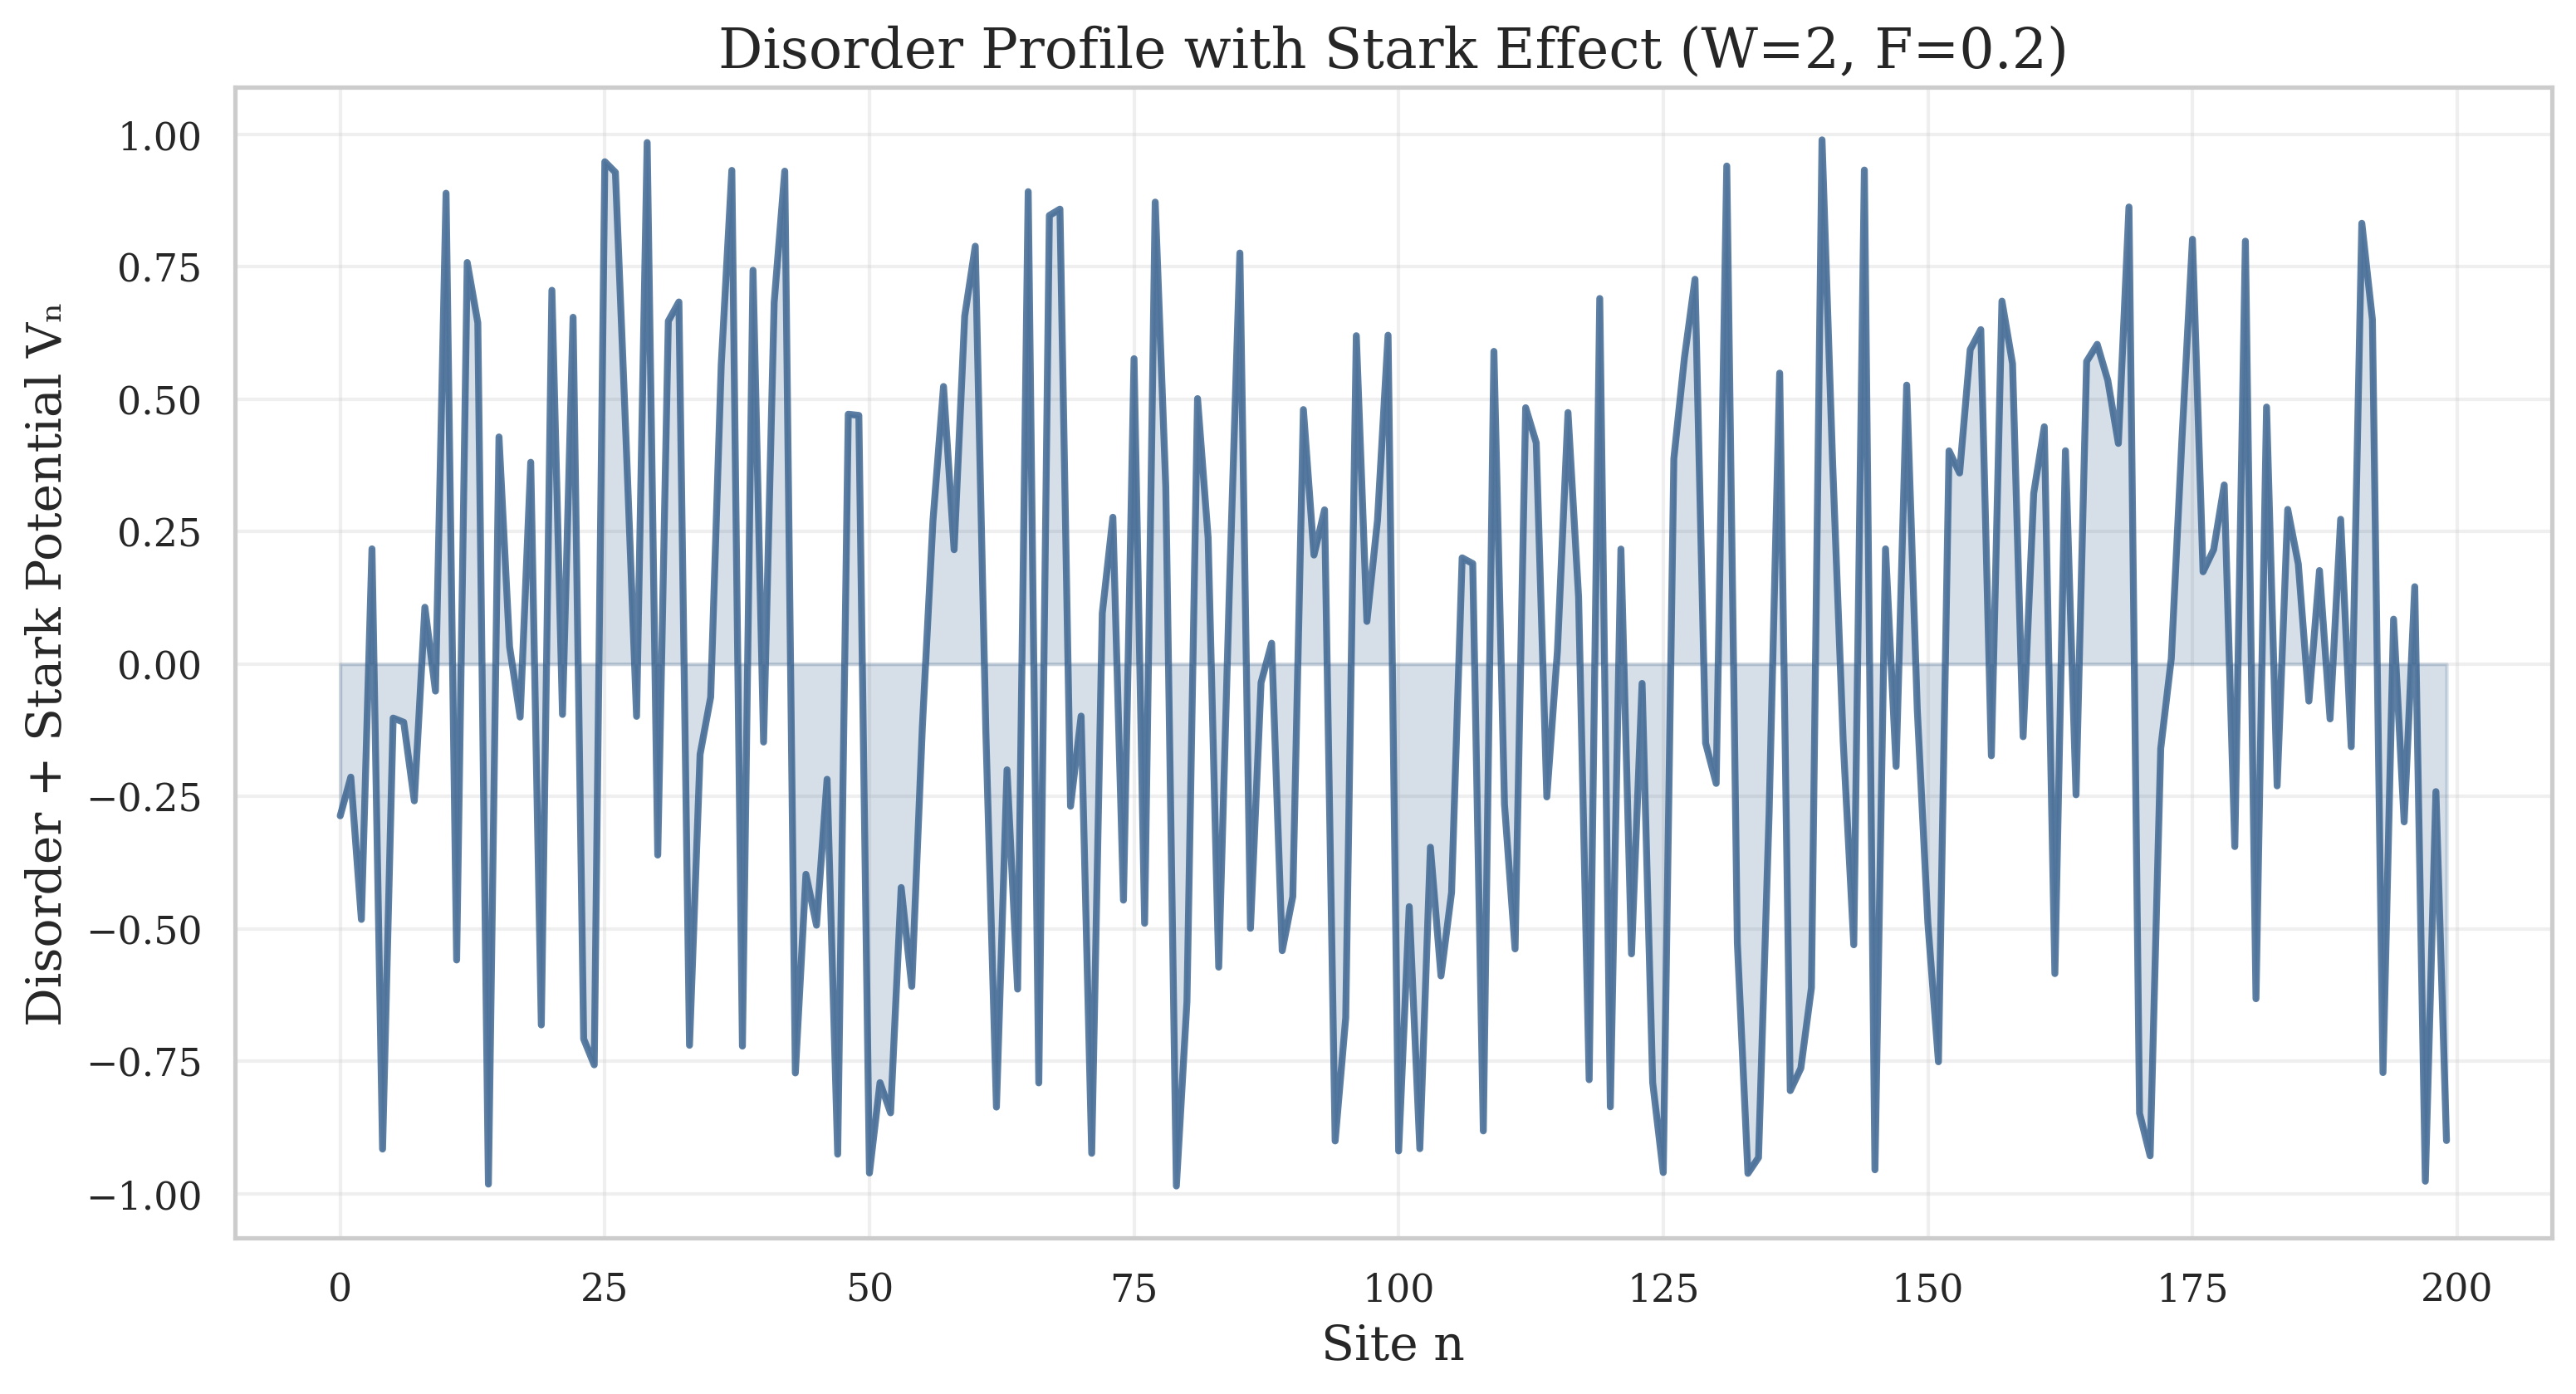 Disorder Profile with Stark Effect (W=2, F=0.2)
Disorder + Stark Potential Vₙ
1.00
0.75
0.50
0.25
0.00
−0.25
−0.50
−0.75
−1.00
0 25 50 75 100 125 150 175 200
Site n